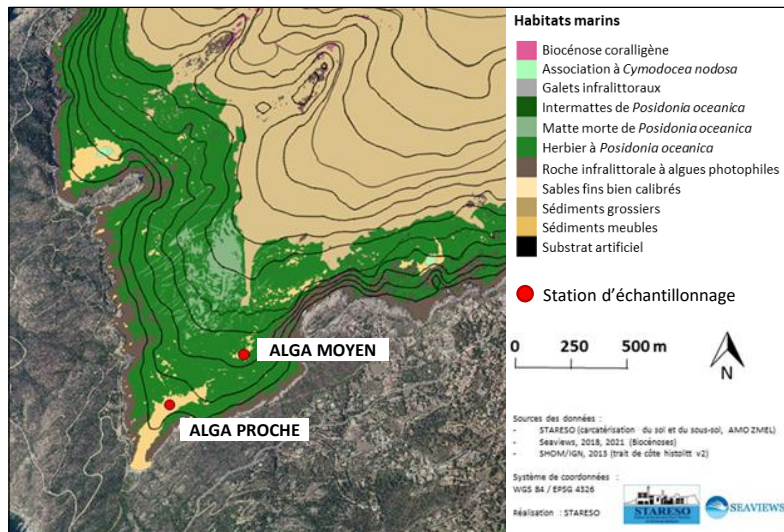 Habitats marins
Biocénose coralligène
Association à Cymodocea nodosa
Galets infralittoraux
Intermattes de Posidonia oceanica
Matte morte de Posidonia oceanica
Herbier à Posidonia oceanica
Roche infralittorale à algues photophiles
Sables fins bien calibrés
Sédiments grossiers
Sédiments meubles
Substrat artificiel
Station d'échantillonnage
ALGA MOYEN
ALGA PROCHE
0 250 500 m
N
Sources des données :
- STARESO (carcatérisation du sol et du sous-sol, AMO ZMEL)
- Seaviews, 2018, 2021 (Biocénoses)
- SHOM/IGN, 2013 (trait de côte histolitt v2)
Système de coordonnées :
WGS 84 / EPSG 4326
Réalisation : STARESO
STARESO
SEAVIEWS